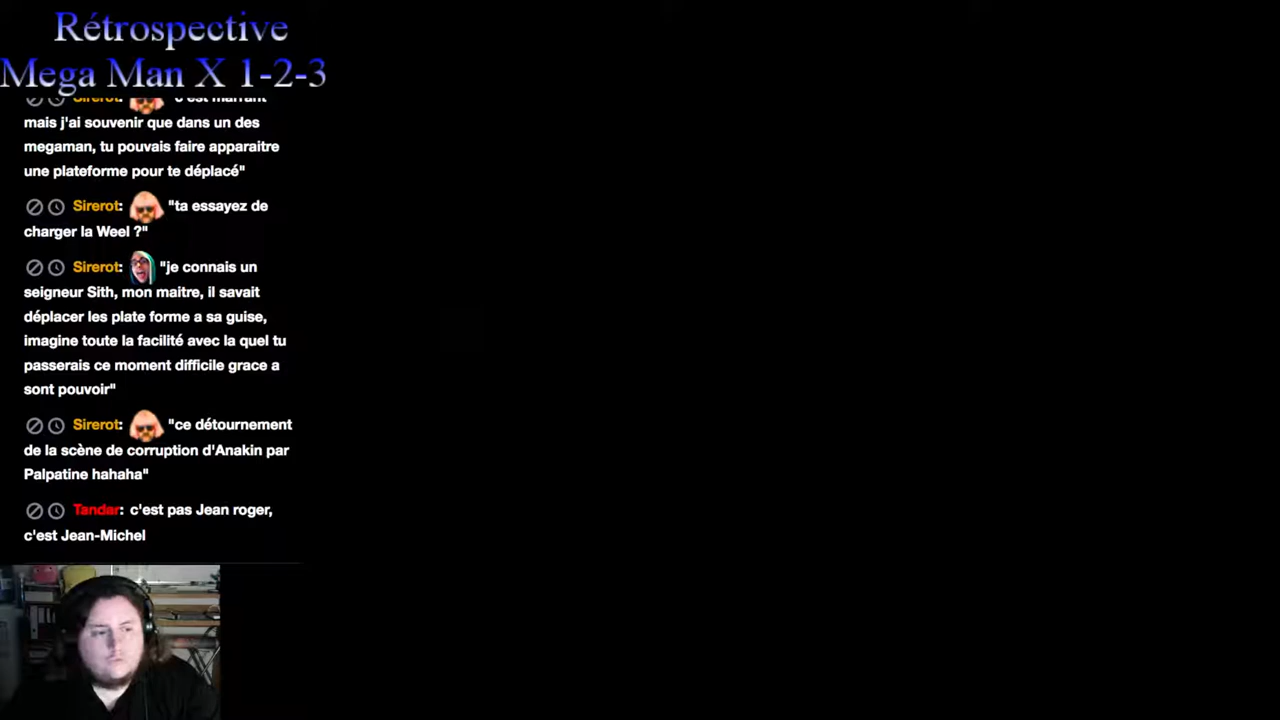 Rétrospective
Mega Man X 1-2-3
Sirerot: "c'est marrant
mais j'ai souvenir que dans un des
megaman, tu pouvais faire apparaitre
une plateforme pour te déplacé"
Sirerot: "ta essayez de
charger la Weel ?"
Sirerot: "je connais un
seigneur Sith, mon maitre, il savait
déplacer les plate forme a sa guise,
imagine toute la facilité avec la quel tu
passerais ce moment difficile grace a
sont pouvoir"
Sirerot: "ce détournement
de la scène de corruption d'Anakin par
Palpatine hahaha"
Tandar: c'est pas Jean roger,
c'est Jean-Michel